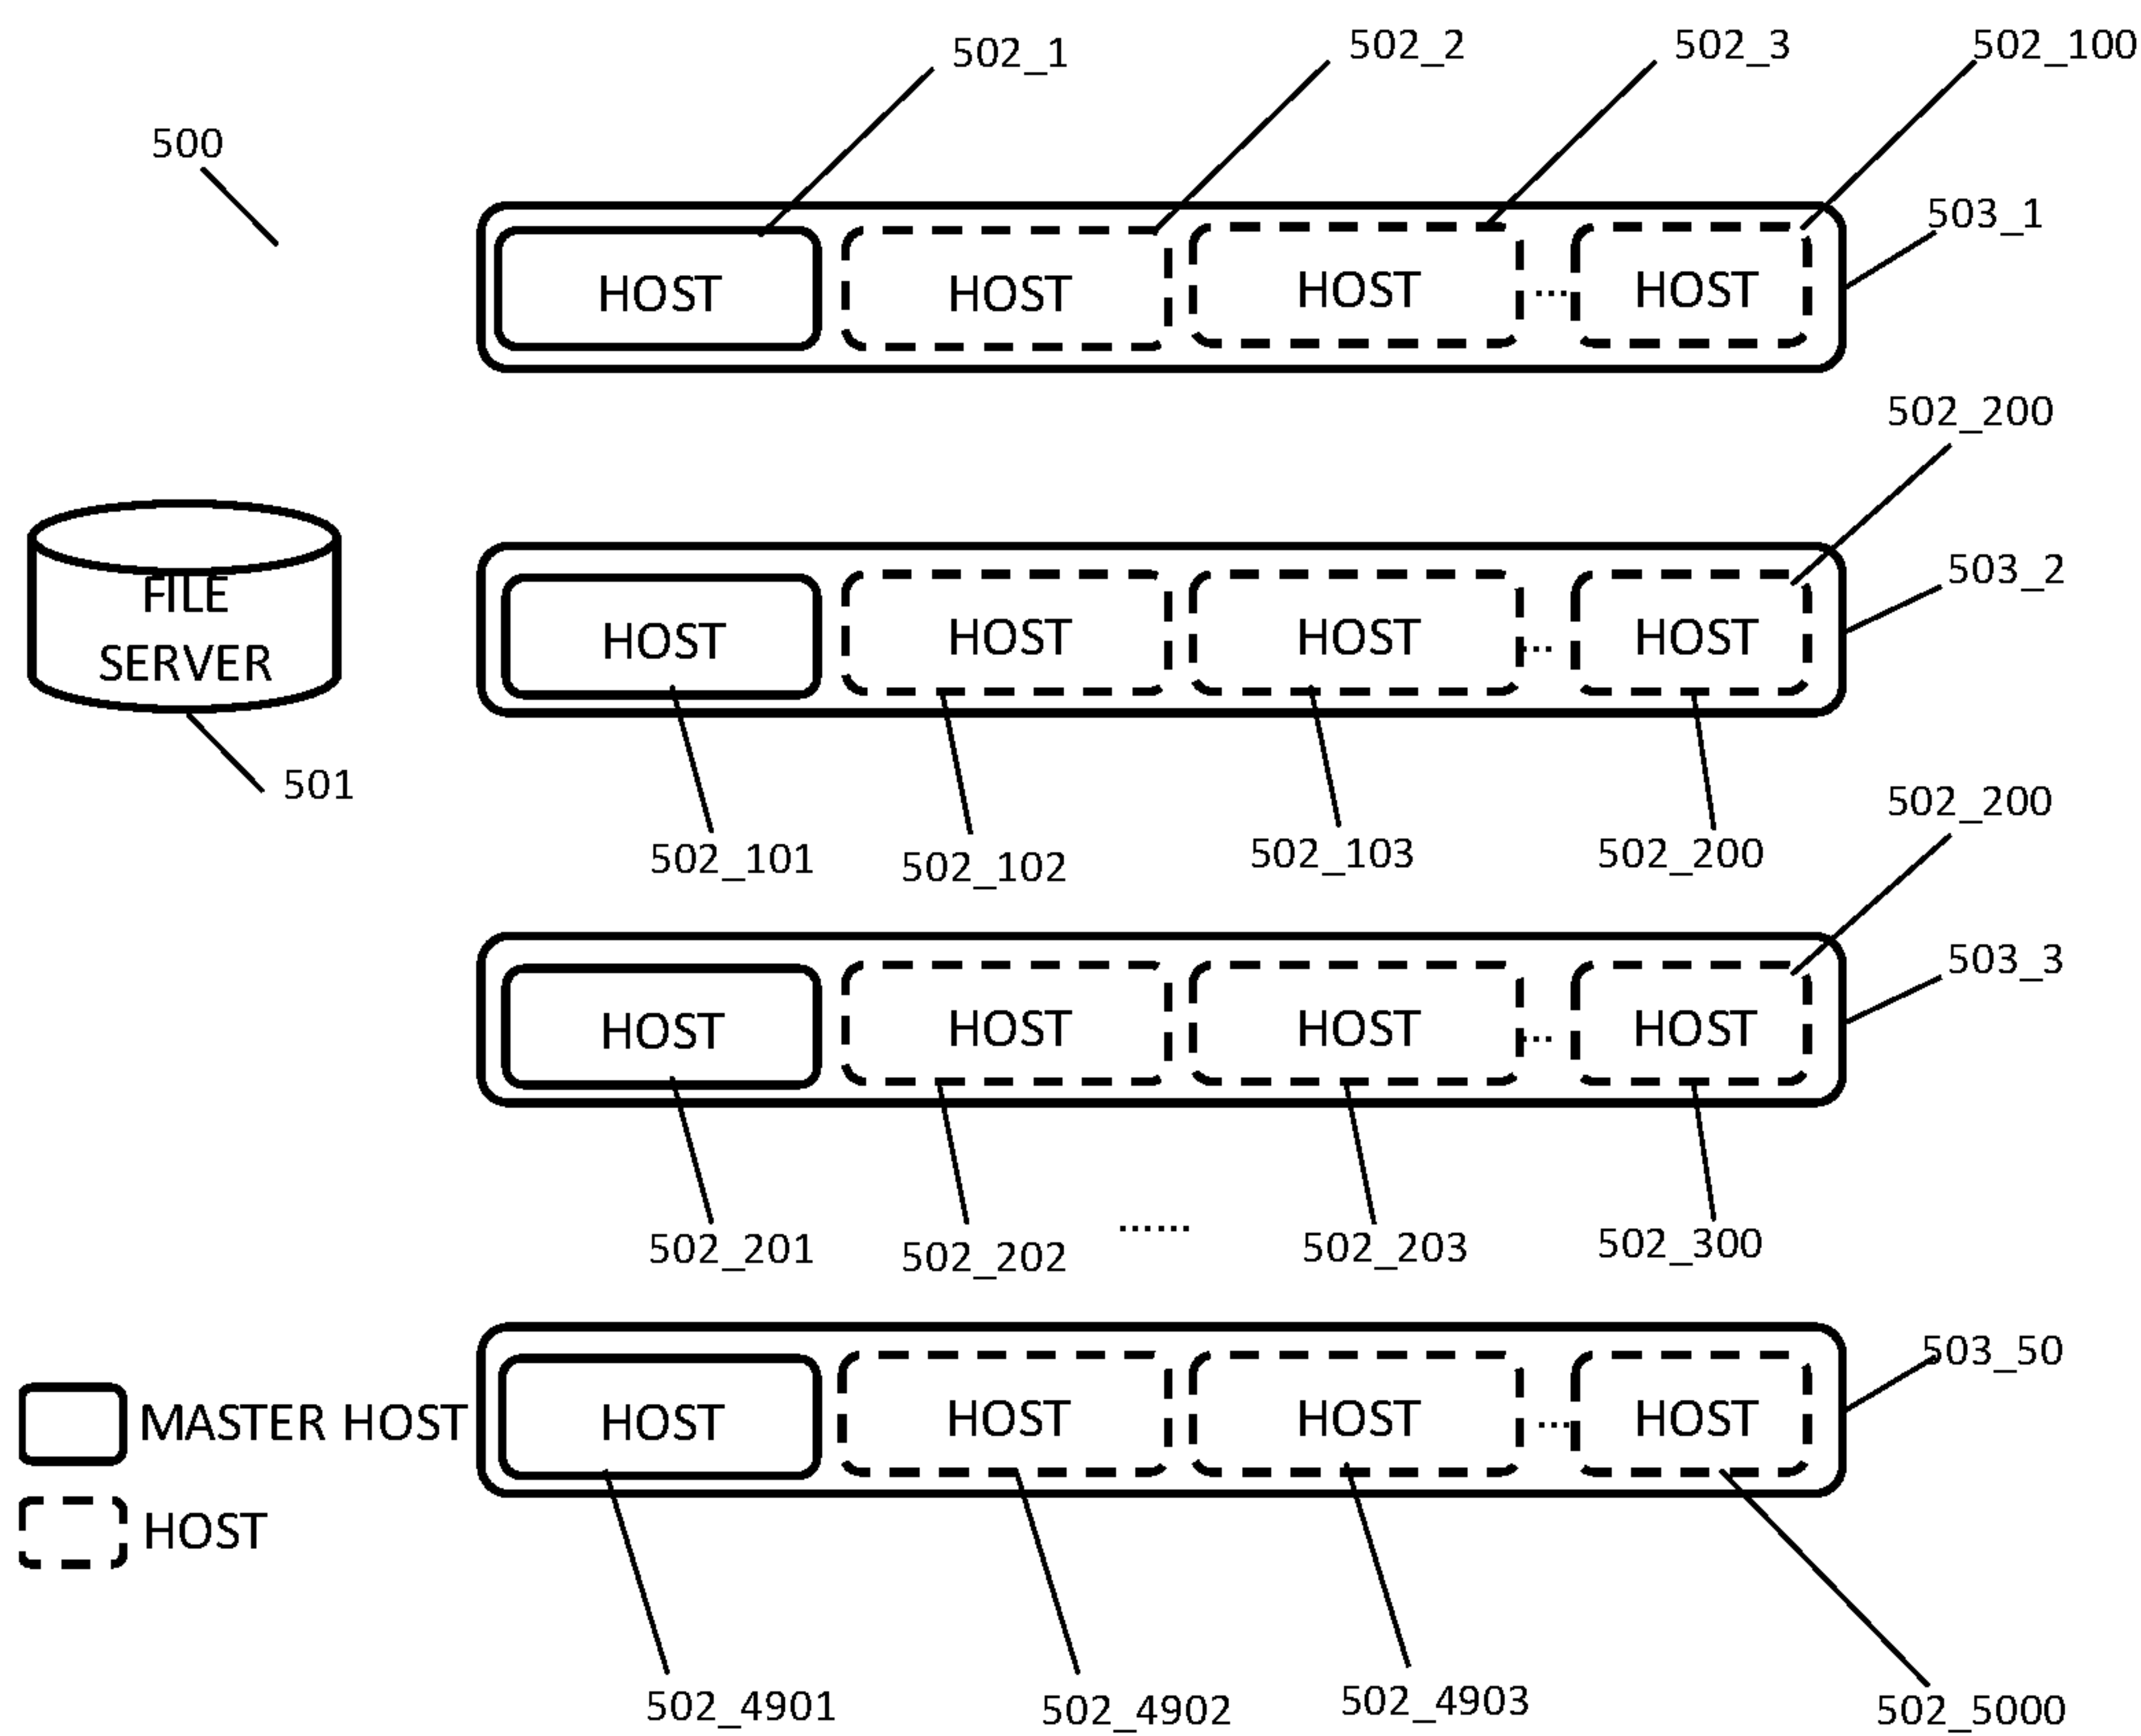 502_1
502_2
502_3
502_100
500
503_1
HOST
HOST
HOST
...
HOST
502_200
503_2
HOST
HOST
HOST
...
HOST
FILE
SERVER
501
502_101
502_102
502_103
502_200
502_200
503_3
HOST
HOST
HOST
...
HOST
502_201
502_202
......
502_203
502_300
503_50
HOST
HOST
HOST
...
HOST
MASTER HOST
HOST
502_4901
502_4902
502_4903
502_5000